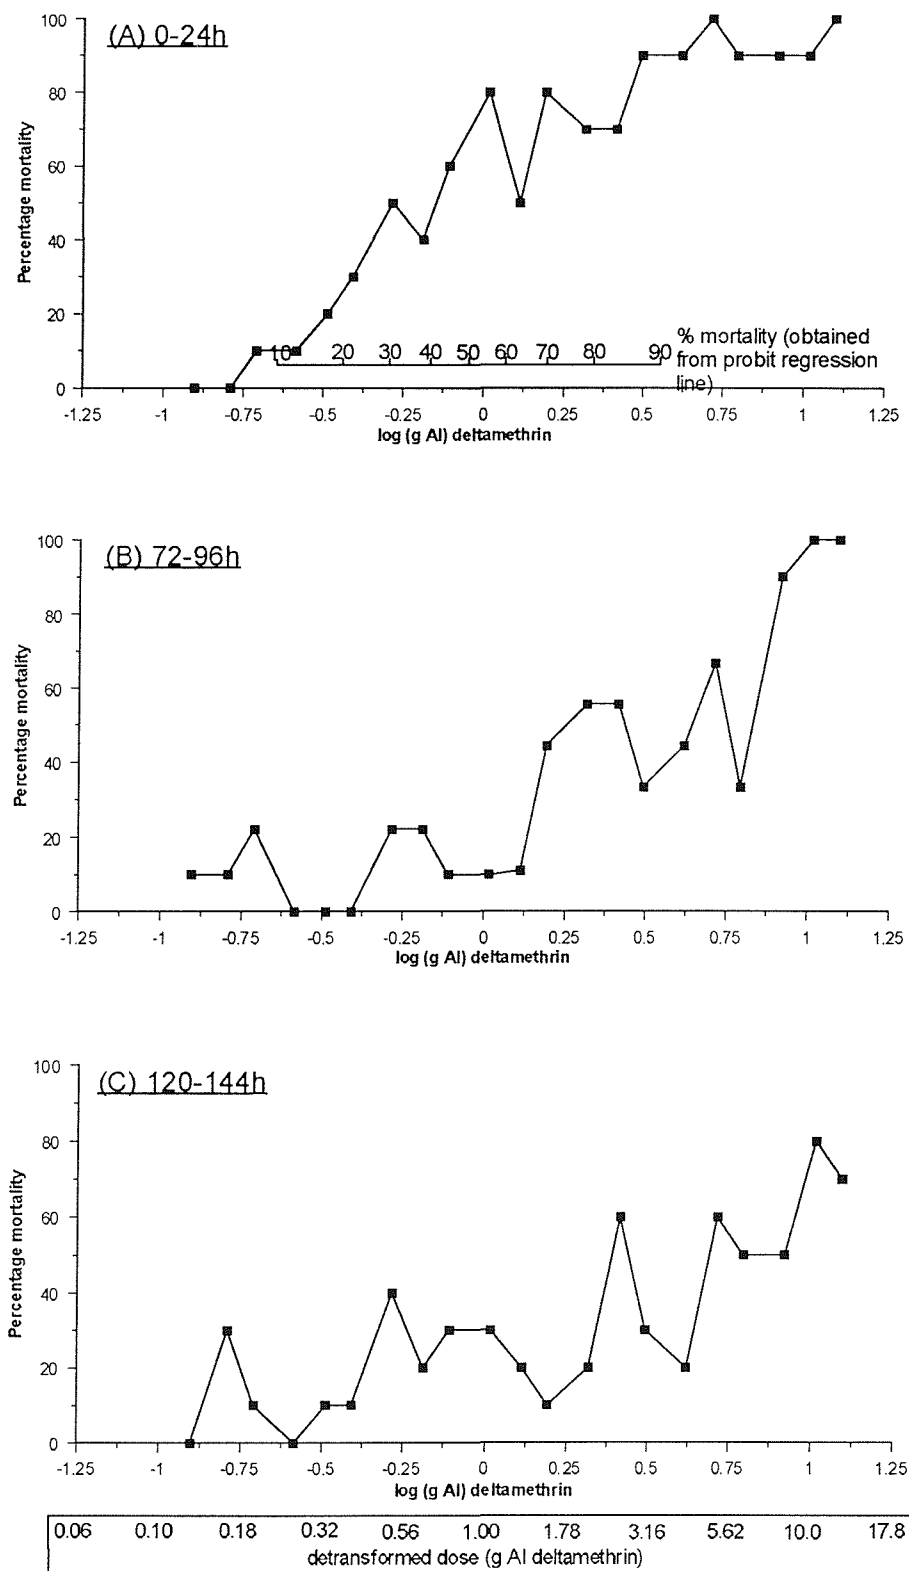 (A) 0-24h
100
80
60
40
20
0
Percentage mortality
10 20 30 40 50 60 70 80 90
% mortality (obtained
from probit regression
line)
-1.25 -1 -0.75 -0.5 -0.25 0 0.25 0.5 0.75 1 1.25
log (g AI) deltamethrin
(B) 72-96h
100
80
60
40
20
0
Percentage mortality
-1.25 -1 -0.75 -0.5 -0.25 0 0.25 0.5 0.75 1 1.25
log (g AI) deltamethrin
(C) 120-144h
100
80
60
40
20
0
Percentage mortality
-1.25 -1 -0.75 -0.5 -0.25 0 0.25 0.5 0.75 1 1.25
log (g AI) deltamethrin
0.06 0.10 0.18 0.32 0.56 1.00 1.78 3.16 5.62 10.0 17.8
detransformed dose (g AI deltamethrin)